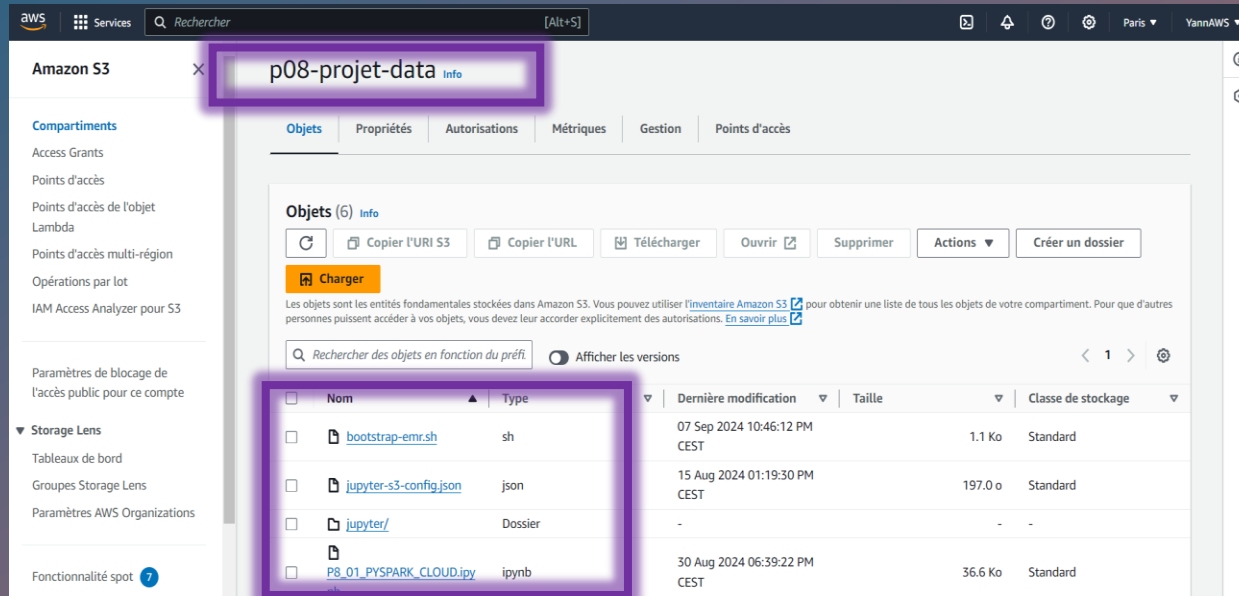 aws
Services
Rechercher
[Alt+S]
Paris ▼
YannAWS ▼
Amazon S3
Compartiments
Access Grants
Points d'accès
Points d'accès de l'objet
Lambda
Points d'accès multi-région
Opérations par lot
IAM Access Analyzer pour S3
Paramètres de blocage de
l'accès public pour ce compte
▼ Storage Lens
Tableaux de bord
Groupes Storage Lens
Paramètres AWS Organizations
Fonctionnalité spot 7
p08-projet-data Info
Objets
Propriétés
Autorisations
Métriques
Gestion
Points d'accès
Objets (6) Info
Copier l'URI S3
Copier l'URL
Télécharger
Ouvrir
Supprimer
Actions ▼
Créer un dossier
Charger
Les objets sont les entités fondamentales stockées dans Amazon S3. Vous pouvez utiliser l'inventaire Amazon S3 pour obtenir une liste de tous les objets de votre compartiment. Pour que d'autres
personnes puissent accéder à vos objets, vous devez leur accorder explicitement des autorisations. En savoir plus
Rechercher des objets en fonction du préfi.
Afficher les versions
1
Nom
Type
Dernière modification
Taille
Classe de stockage
bootstrap-emr.sh
sh
07 Sep 2024 10:46:12 PM
CEST
1.1 Ko
Standard
jupyter-s3-config.json
json
15 Aug 2024 01:19:30 PM
CEST
197.0 o
Standard
jupyter/
Dossier
-
-
-
P8_01_PYSPARK_CLOUD.ipy
ipynb
30 Aug 2024 06:39:22 PM
CEST
36.6 Ko
Standard